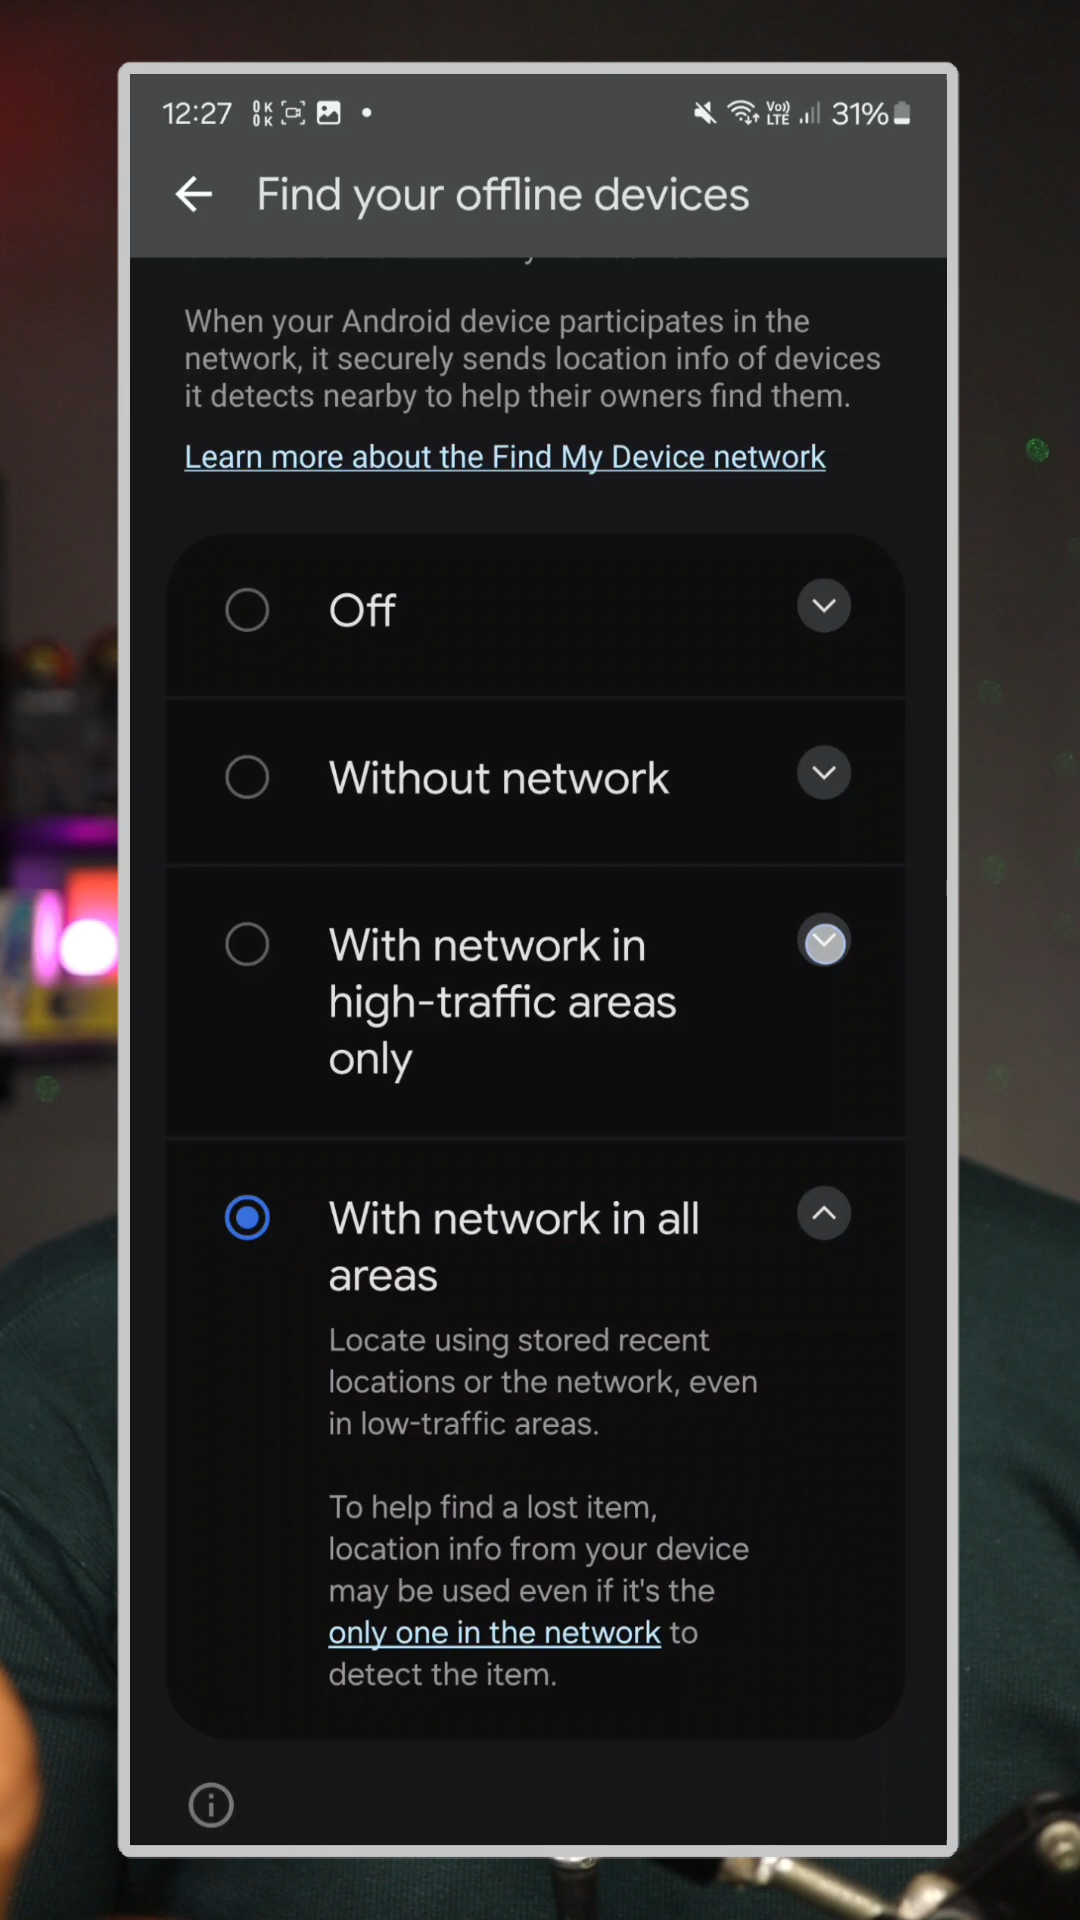 12:27 0 K 0 K Vo)) LTE 31%
Find your offline devices
When your Android device participates in the
network, it securely sends location info of devices
it detects nearby to help their owners find them.
Learn more about the Find My Device network
Off
Without network
With network in
high-traffic areas
only
With network in all
areas
Locate using stored recent
locations or the network, even
in low-traffic areas.
To help find a lost item,
location info from your device
may be used even if it's the
only one in the network to
detect the item.